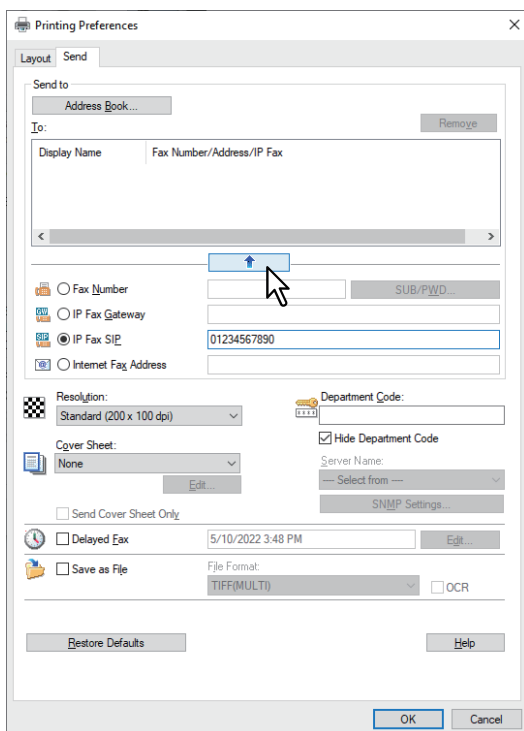 Printing Preferences
Layout Send
Send to
Address Book...
To:
Remove
Display Name Fax Number/Address/IP Fax
Fax Number SUB/PWD...
GW IP Fax Gateway
SIP IP Fax SIP 01234567890
@ Internet Fax Address
Resolution:
Standard (200 x 100 dpi)
Department Code:
Cover Sheet:
None
Hide Department Code
Server Name:
--- Select from ---
Edit...
SNMP Settings...
Send Cover Sheet Only
Delayed Fax 5/10/2022 3:48 PM Edit...
Save as File
File Format:
TIFF(MULTI) OCR
Restore Defaults Help
OK Cancel